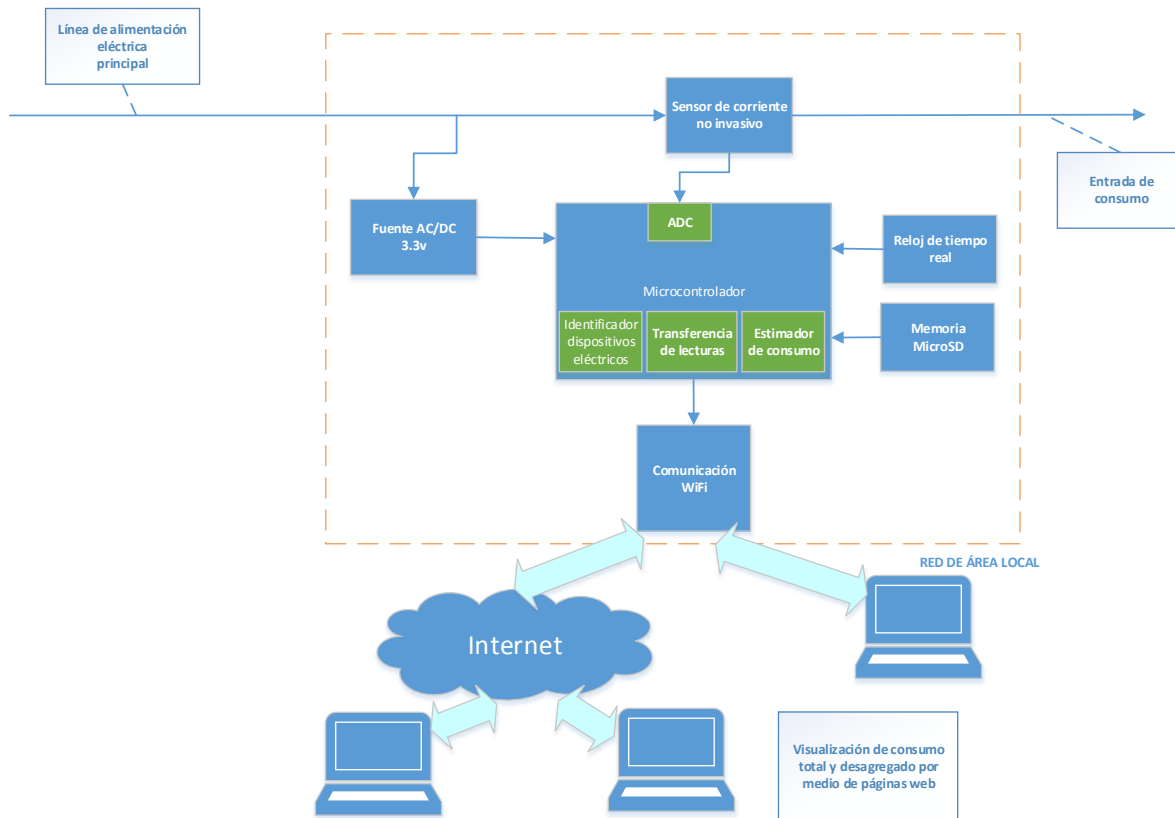 Línea de alimentación
eléctrica
principal
Sensor de corriente
no invasivo
Entrada de
consumo
Fuente AC/DC
3.3v
ADC
Reloj de tiempo
real
Microcontrolador
Identificador
dispositivos
eléctricos
Transferencia
de lecturas
Estimador
de consumo
Memoria
MicroSD
Comunicación
WiFi
RED DE ÁREA LOCAL
Internet
Visualización de consumo
total y desagregado por
medio de páginas web